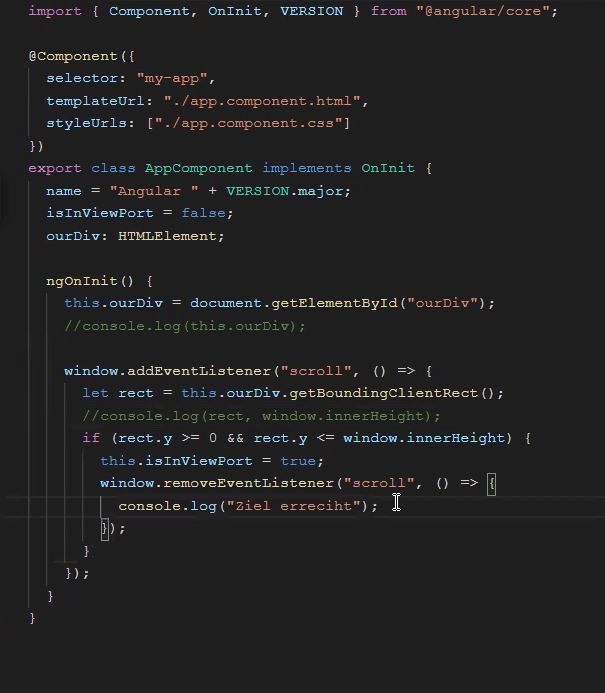 import { Component, OnInit, VERSION } from "@angular/core";
@Component({
selector: "my-app",
templateUrl: "./app.component.html",
styleUrls: ["./app.component.css"]
})
export class AppComponent implements OnInit {
name = "Angular " + VERSION.major;
isInViewPort = false;
ourDiv: HTMLElement;
ngOnInit() {
this.ourDiv = document.getElementById("ourDiv");
//console.log(this.ourDiv);
window.addEventListener("scroll", () => {
let rect = this.ourDiv.getBoundingClientRect();
//console.log(rect, window.innerHeight);
if (rect.y >= 0 && rect.y <= window.innerHeight) {
this.isInViewPort = true;
window.removeEventListener("scroll", () => {
console.log("Ziel erreciht");
});
}
});
}
}